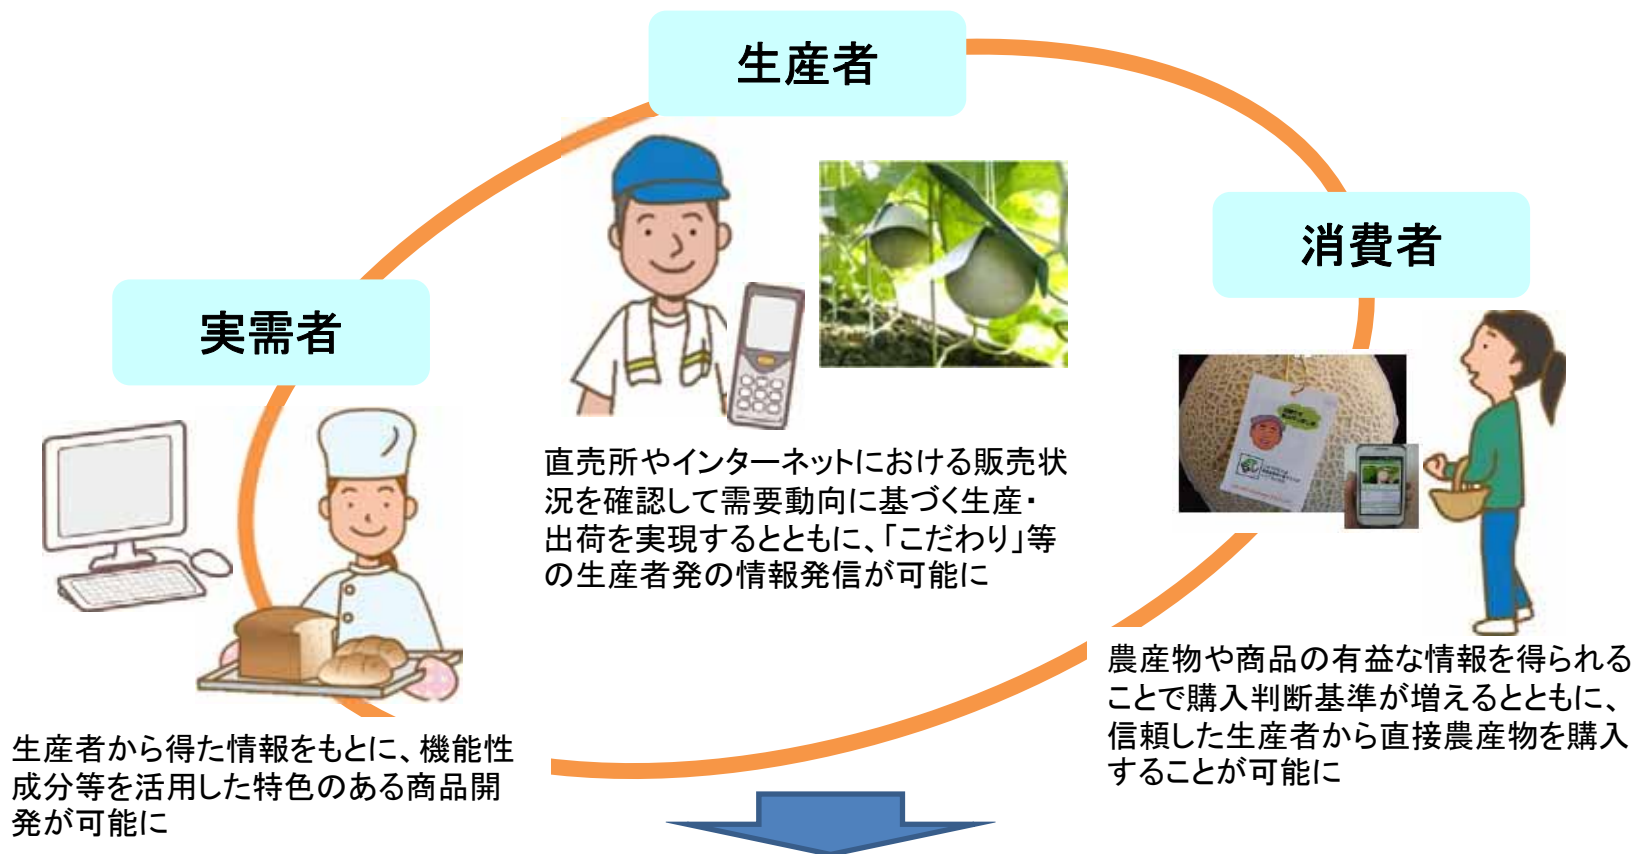 生産者
消費者
実需者
直売所やインターネットにおける販売状
況を確認して需要動向に基づく生産・
出荷を実現するとともに、「こだわり」等
の生産者発の情報発信が可能に
農産物や商品の有益な情報を得られる
ことで購入判断基準が増えるとともに、
信頼した生産者から直接農産物を購入
することが可能に
生産者から得た情報をもとに、機能性
成分等を活用した特色のある商品開
発が可能に